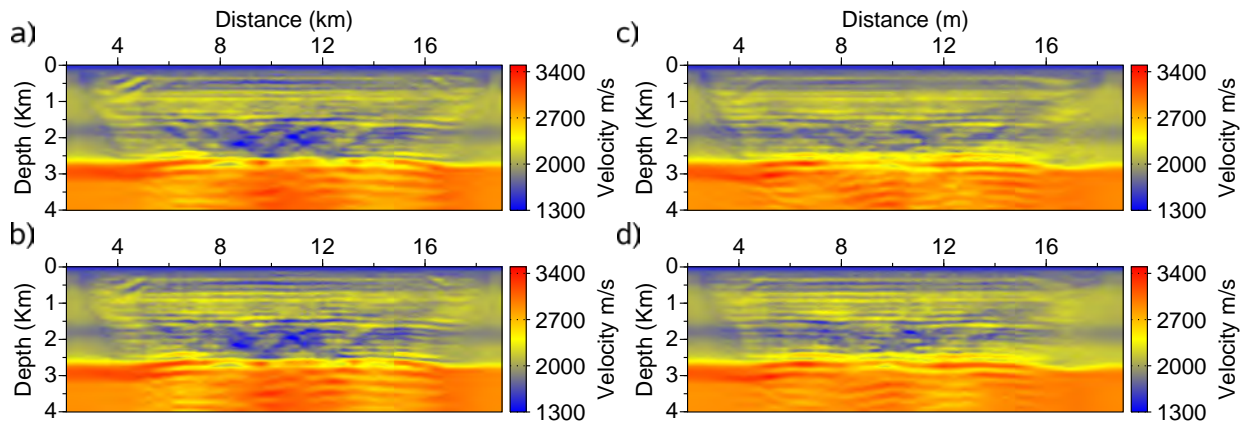 Distance (km)
a) 4 8 12 16
0
1
2
3
4
Depth (Km)
3400
2700
2000
1300
Velocity m/s
Distance (m)
c) 4 8 12 16
0
1
2
3
4
Depth (Km)
3400
2700
2000
1300
Velocity m/s
b) 4 8 12 16
0
1
2
3
4
Depth (Km)
3400
2700
2000
1300
Velocity m/s
d) 4 8 12 16
0
1
2
3
4
Depth (Km)
3400
2700
2000
1300
Velocity m/s